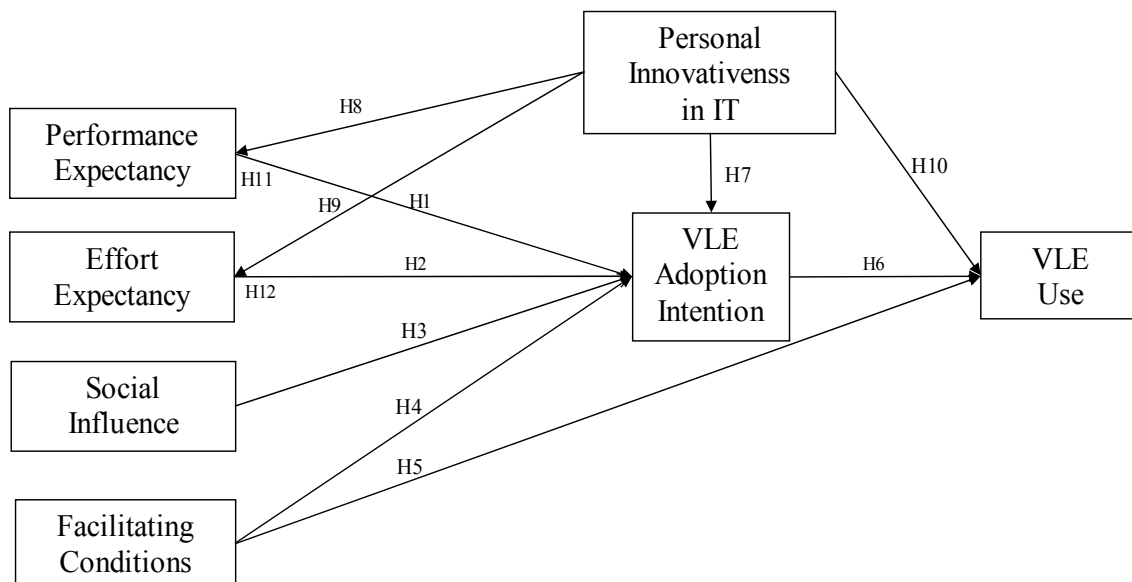 Personal
Innovativenss
in IT
H8
Performance
Expectancy
H11
H1
H7
H10
H9
Effort
Expectancy
H12
H2
VLE
Adoption
Intention
H6
VLE
Use
H3
Social
Influence
H4
H5
Facilitating
Conditions